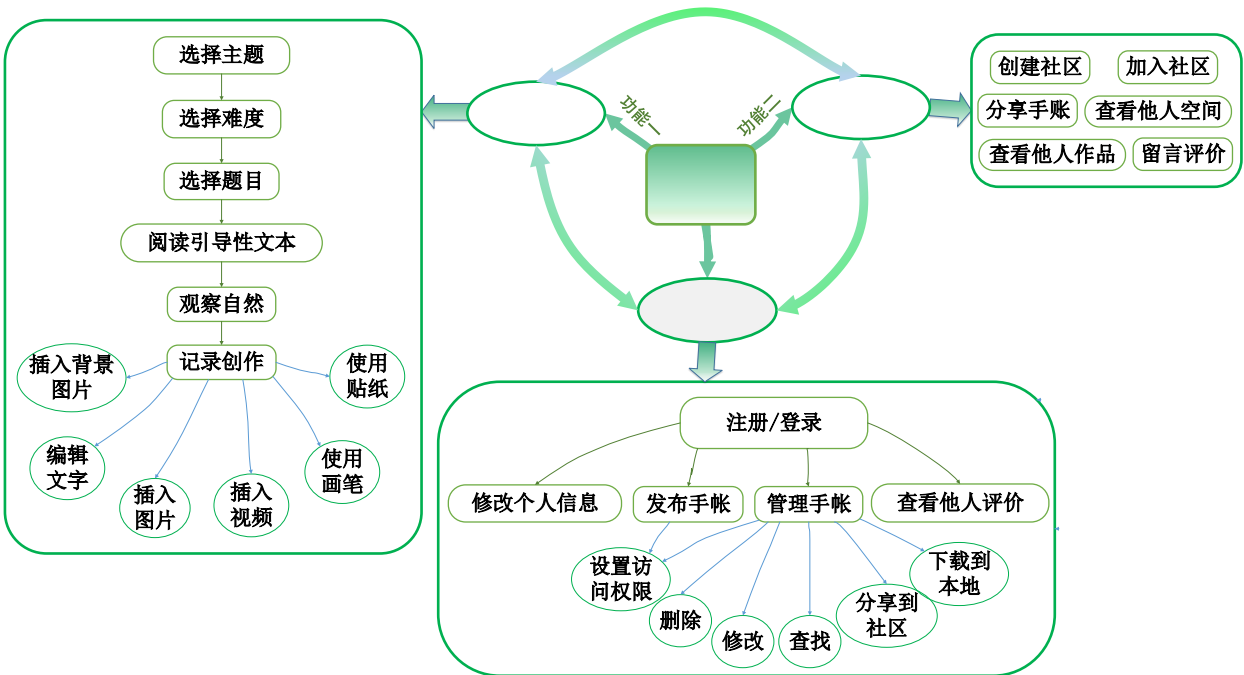 选择主题
选择难度
选择题目
阅读引导性文本
观察自然
记录创作
插入背景
图片
编辑
文字
插入
图片
插入
视频
使用
画笔
使用
贴纸
功能一
功能二
创建社区
加入社区
分享手账
查看他人空间
查看他人作品
留言评价
注册/登录
修改个人信息
发布手帐
管理手帐
查看他人评价
设置访
问权限
删除
修改
查找
分享到
社区
下载到
本地